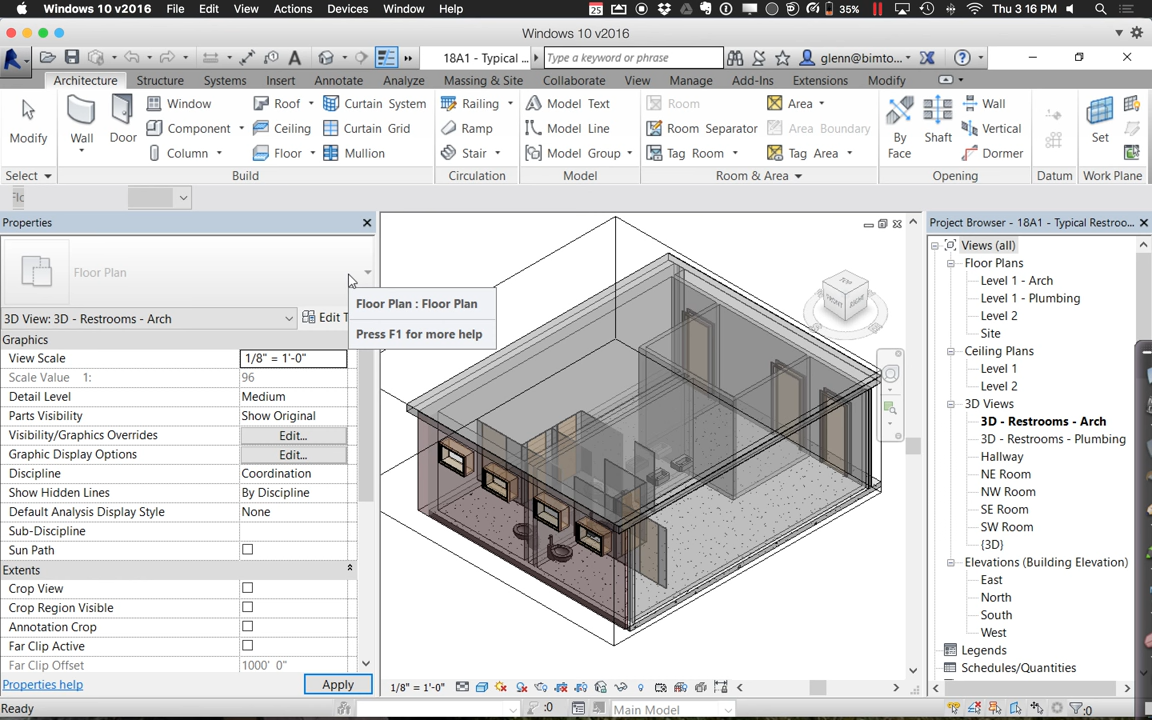 Windows 10 v2016 File Edit View Actions Devices Window Help 25 35% Thu 3 16 PM
Windows 10 v2016
18A1 - Typical ... Type a keyword or phrase glenn@bimto...
Architecture Structure Systems Insert Annotate Analyze Massing & Site Collaborate View Manage Add-Ins Extensions Modify
Modify
Wall
Door
Window
Component
Column
Roof
Ceiling
Floor
Curtain System
Curtain Grid
Mullion
Railing
Ramp
Stair
Model Text
Model Line
Model Group
Room
Room Separator
Tag Room
Area
Area Boundary
Tag Area
By Face
Shaft
Wall
Vertical
Dormer
Set
Select Build Circulation Model Room & Area Opening Datum Work Plane
Properties
Floor Plan
Floor Plan : Floor Plan
Press F1 for more help
3D View: 3D - Restrooms - Arch Edit T
Graphics
View Scale 1/8" = 1'-0"
Scale Value 1: 96
Detail Level Medium
Parts Visibility Show Original
Visibility/Graphics Overrides Edit...
Graphic Display Options Edit...
Discipline Coordination
Show Hidden Lines By Discipline
Default Analysis Display Style None
Sub-Discipline
Sun Path
Extents
Crop View
Crop Region Visible
Annotation Crop
Far Clip Active
Far Clip Offset 1000' 0"
Properties help Apply
Ready
1/8" = 1'-0"
:0 Main Model :0
Project Browser - 18A1 - Typical Restroo...
Views (all)
Floor Plans
Level 1 - Arch
Level 1 - Plumbing
Level 2
Site
Ceiling Plans
Level 1
Level 2
3D Views
3D - Restrooms - Arch
3D - Restrooms - Plumbing
Hallway
NE Room
NW Room
SE Room
SW Room
{3D}
Elevations (Building Elevation)
East
North
South
West
Legends
Schedules/Quantities